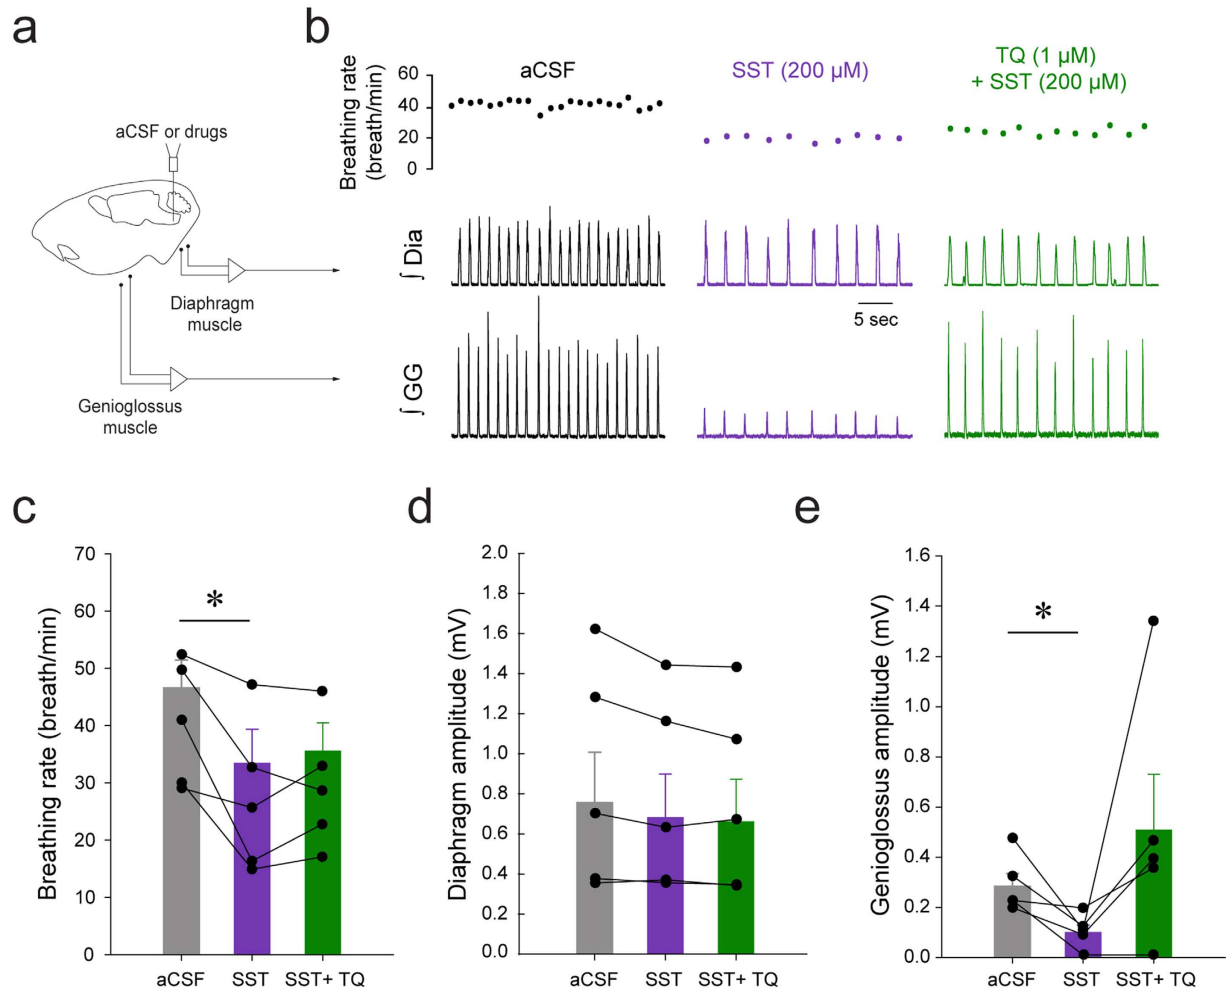 a
aCSF or drugs
Diaphragm
muscle
Genioglossus
muscle
b
Breathing rate
(breath/min)
60
40
20
0
aCSF
SST (200 µM)
TQ (1 µM)
+ SST (200 µM)
∫ Dia
5 sec
∫ GG
c
Breathing rate (breath/min)
70
60
50
40
30
20
10
0
*
aCSF
SST
SST+ TQ
d
Diaphragm amplitude (mV)
2.0
1.8
1.6
1.4
1.2
1.0
0.8
0.6
0.4
0.2
0.0
aCSF
SST
SST+ TQ
e
Genioglossus amplitude (mV)
1.6
1.4
1.2
1.0
0.8
0.6
0.4
0.2
0.0
*
aCSF
SST
SST+ TQ